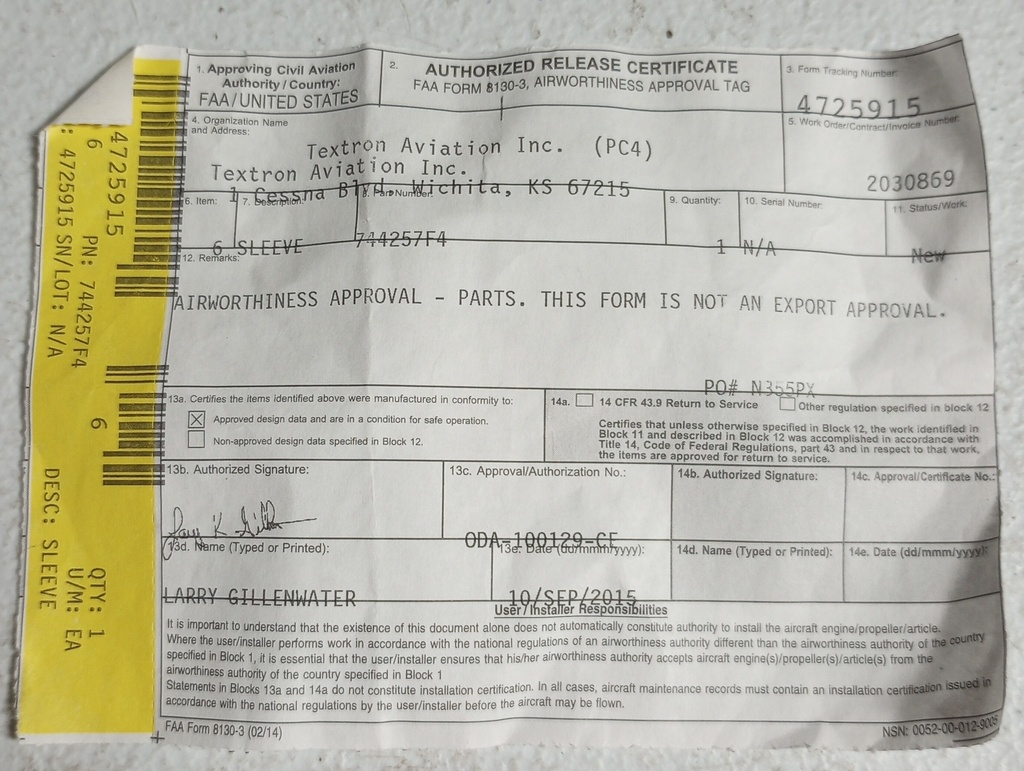 1. Approving Civil Aviation
Authority / Country:
FAA/UNITED STATES
2.
AUTHORIZED RELEASE CERTIFICATE
FAA FORM 8130-3, AIRWORTHINESS APPROVAL TAG
3. Form Tracking Number:
4725915
4. Organization Name
and Address:
Textron Aviation Inc. (PC4)
Textron Aviation Inc.
1 Cessna Blvd. Wichita, KS 67215
5. Work Order/Contract/Invoice Number:
2030869
6. Item:
7. Description:
8. Part Number:
9. Quantity:
10. Serial Number:
11. Status/Work:
6 SLEEVE 744257F4 1 N/A New
12. Remarks:
AIRWORTHINESS APPROVAL - PARTS. THIS FORM IS NOT AN EXPORT APPROVAL.
PO# N355PX
13a. Certifies the items identified above were manufactured in conformity to:
Approved design data and are in a condition for safe operation.
Non-approved design data specified in Block 12.
14a. 14 CFR 43.9 Return to Service Other regulation specified in block 12
Certifies that unless otherwise specified in Block 12, the work identified in
Block 11 and described in Block 12 was accomplished in accordance with
Title 14, Code of Federal Regulations, part 43 and in respect to that work,
the items are approved for return to service.
13b. Authorized Signature:
13c. Approval/Authorization No.:
ODA-100129-CE
14b. Authorized Signature:
14c. Approval/Certificate No.:
13d. Name (Typed or Printed):
LARRY GILLENWATER
13e. Date (dd/mmm/yyyy):
10/SEP/2015
14d. Name (Typed or Printed):
14e. Date (dd/mmm/yyyy):
User/Installer Responsibilities
It is important to understand that the existence of this document alone does not automatically constitute authority to install the aircraft engine/propeller/article.
Where the user/installer performs work in accordance with the national regulations of an airworthiness authority different than the airworthiness authority of the country
specified in Block 1, it is essential that the user/installer ensures that his/her airworthiness authority accepts aircraft engine(s)/propeller(s)/article(s) from the
airworthiness authority of the country specified in Block 1
Statements in Blocks 13a and 14a do not constitute installation certification. In all cases, aircraft maintenance records must contain an installation certification issued in
accordance with the national regulations by the user/installer before the aircraft may be flown.
FAA Form 8130-3 (02/14)
NSN: 0052-00-012-9005
4725915 6
6 PN: 744257F4 QTY: 1
4725915 SN/LOT: N/A U/M: EA
DESC: SLEEVE